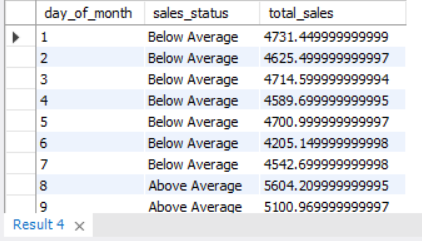 day_of_month sales_status total_sales
1 Below Average 4731.449999999999
2 Below Average 4625.499999999997
3 Below Average 4714.599999999994
4 Below Average 4589.699999999995
5 Below Average 4700.999999999997
6 Below Average 4205.149999999998
7 Below Average 4542.699999999998
8 Above Average 5604.209999999995
9 Above Average 5100.969999999997
Result 4